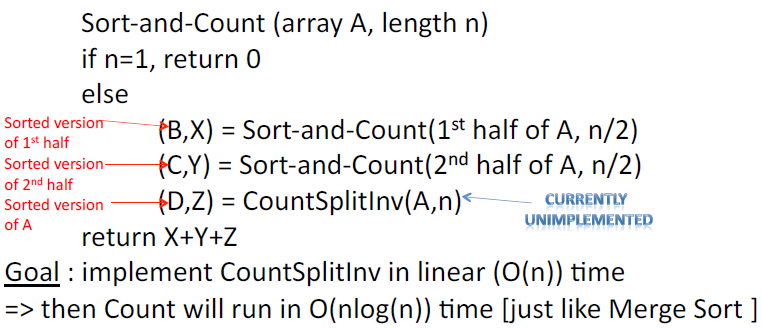 Sort-and-Count (array A, length n)
if n=1, return 0
else
Sorted version
of 1st half
(B,X) = Sort-and-Count(1st half of A, n/2)
Sorted version
of 2nd half
(C,Y) = Sort-and-Count(2nd half of A, n/2)
Sorted version
of A
(D,Z) = CountSplitInv(A,n)
CURRENTLY
UNIMPLEMENTED
return X+Y+Z
Goal : implement CountSplitInv in linear (O(n)) time
=> then Count will run in O(nlog(n)) time [just like Merge Sort ]